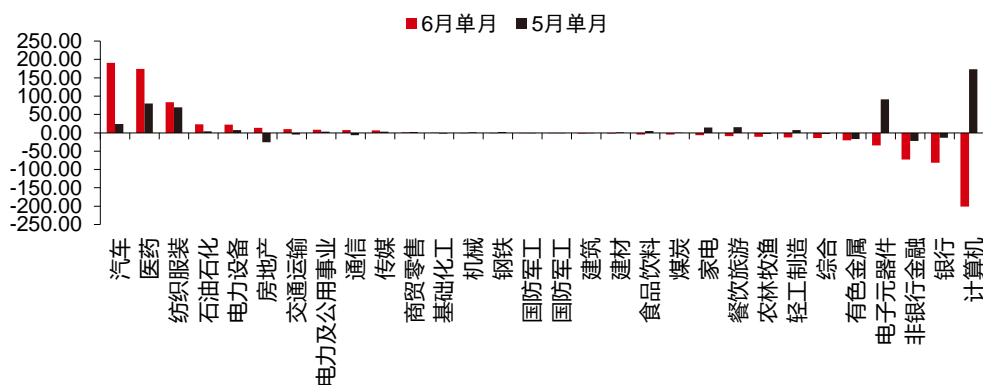 6月单月 5月单月
250.00
200.00
150.00
100.00
50.00
0.00
-50.00
-100.00
-150.00
-200.00
-250.00
汽车
医药
纺织服装
石油石化
电力设备
房地产
交通运输
电力及公用事业
通信
传媒
商贸零售
基础化工
机械
钢铁
国防军工
国防军工
建筑
建材
食品饮料
煤炭
家电
餐饮旅游
农林牧渔
轻工制造
综合
有色金属
电子元器件
非银行金融
银行
计算机